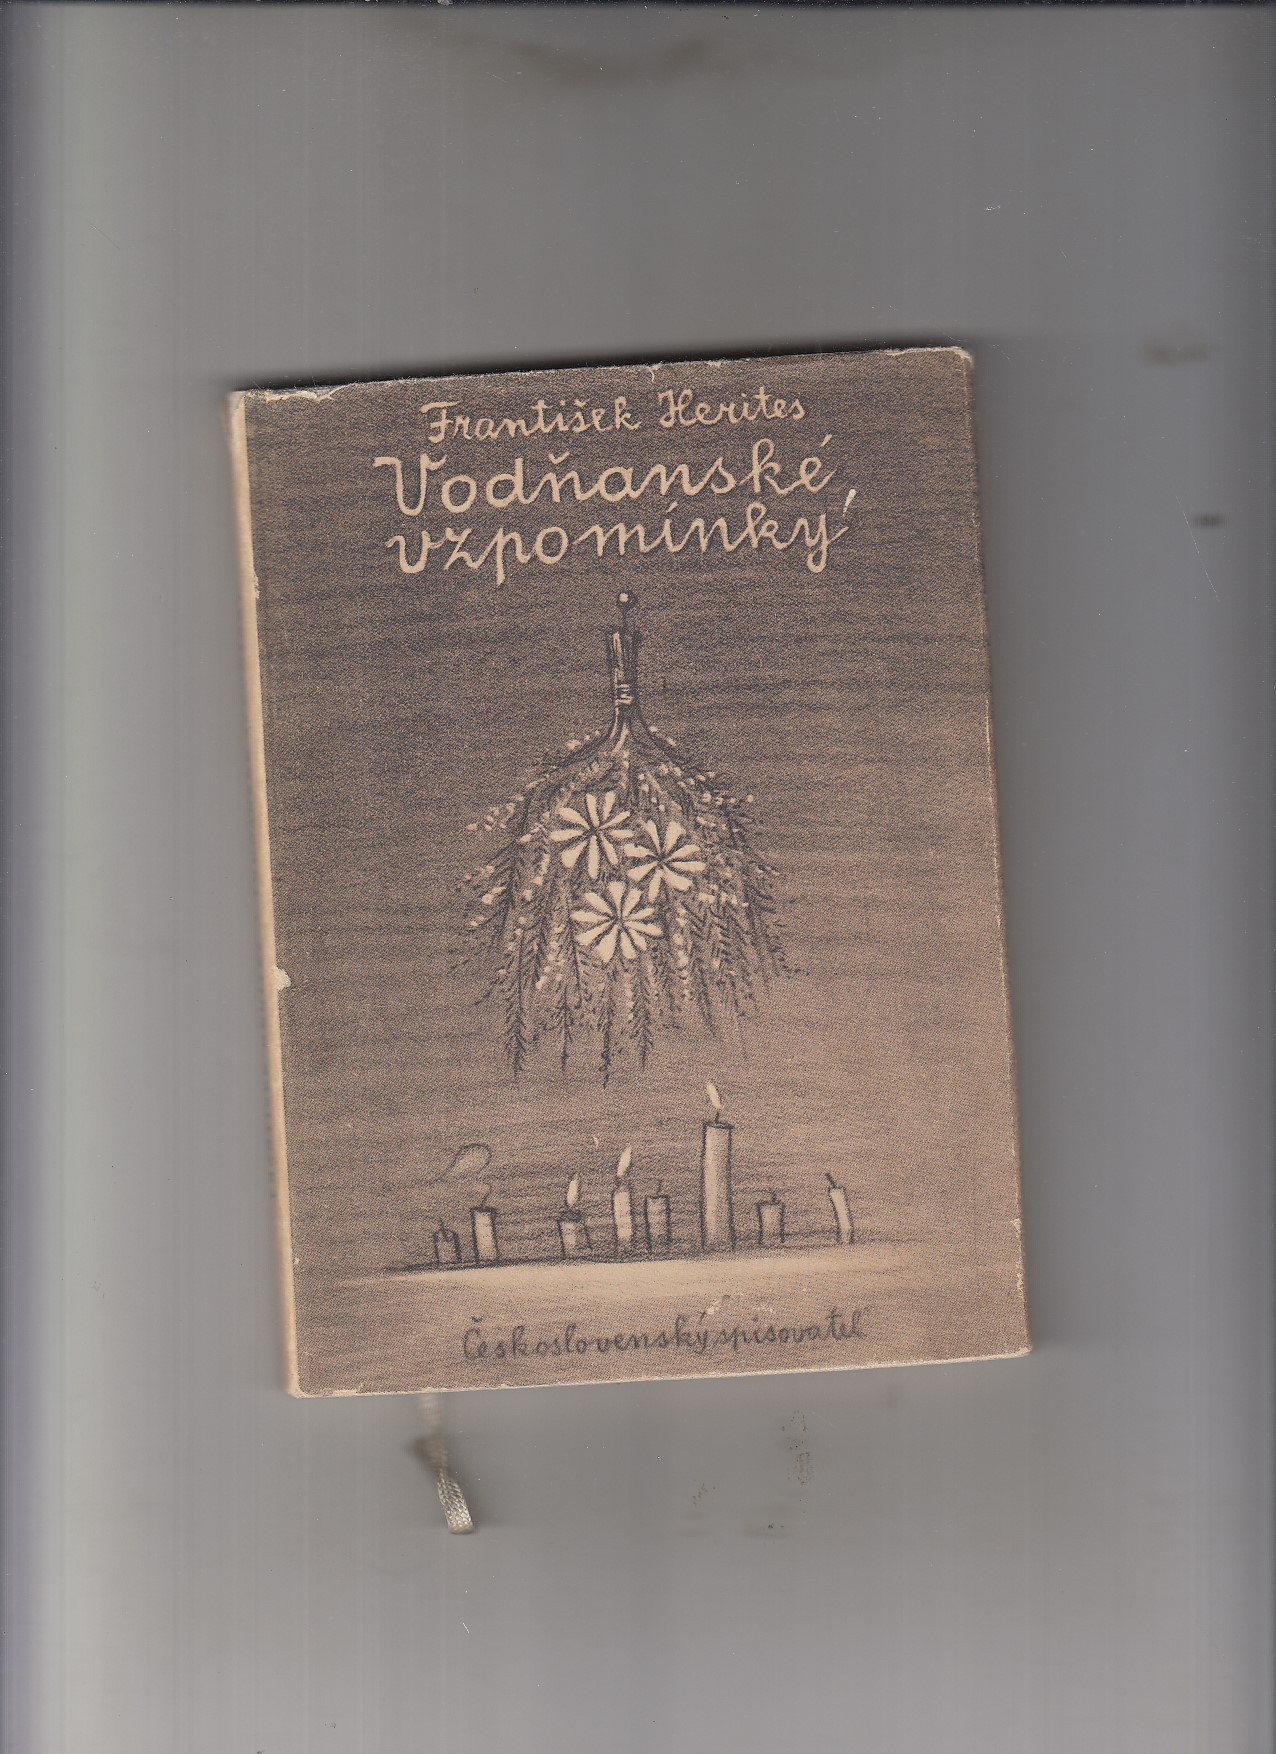 František Herites
Vodňanské
vzpomínky
Československý spisovatel